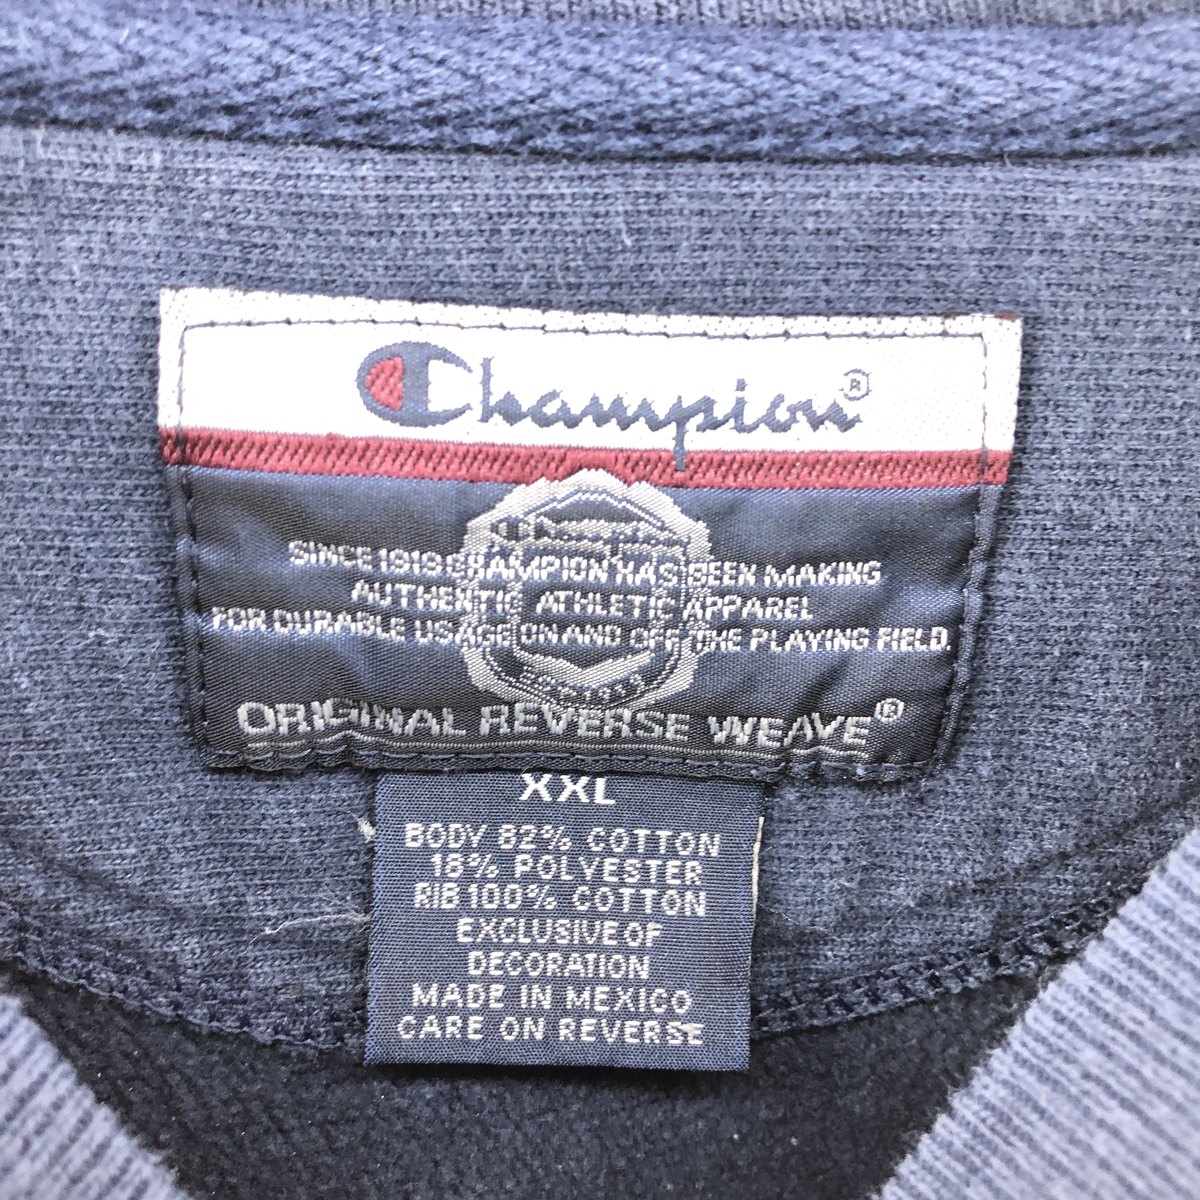 Champion®
Champion
SINCE 1919 CHAMPION HAS BEEN MAKING
AUTHENTIC ATHLETIC APPAREL
FOR DURABLE USAGE ON AND OFF THE PLAYING FIELD.
ORIGINAL REVERSE WEAVE®
XXL
BODY 82% COTTON
18% POLYESTER
RIB 100% COTTON
EXCLUSIVE OF
DECORATION
MADE IN MEXICO
CARE ON REVERSE